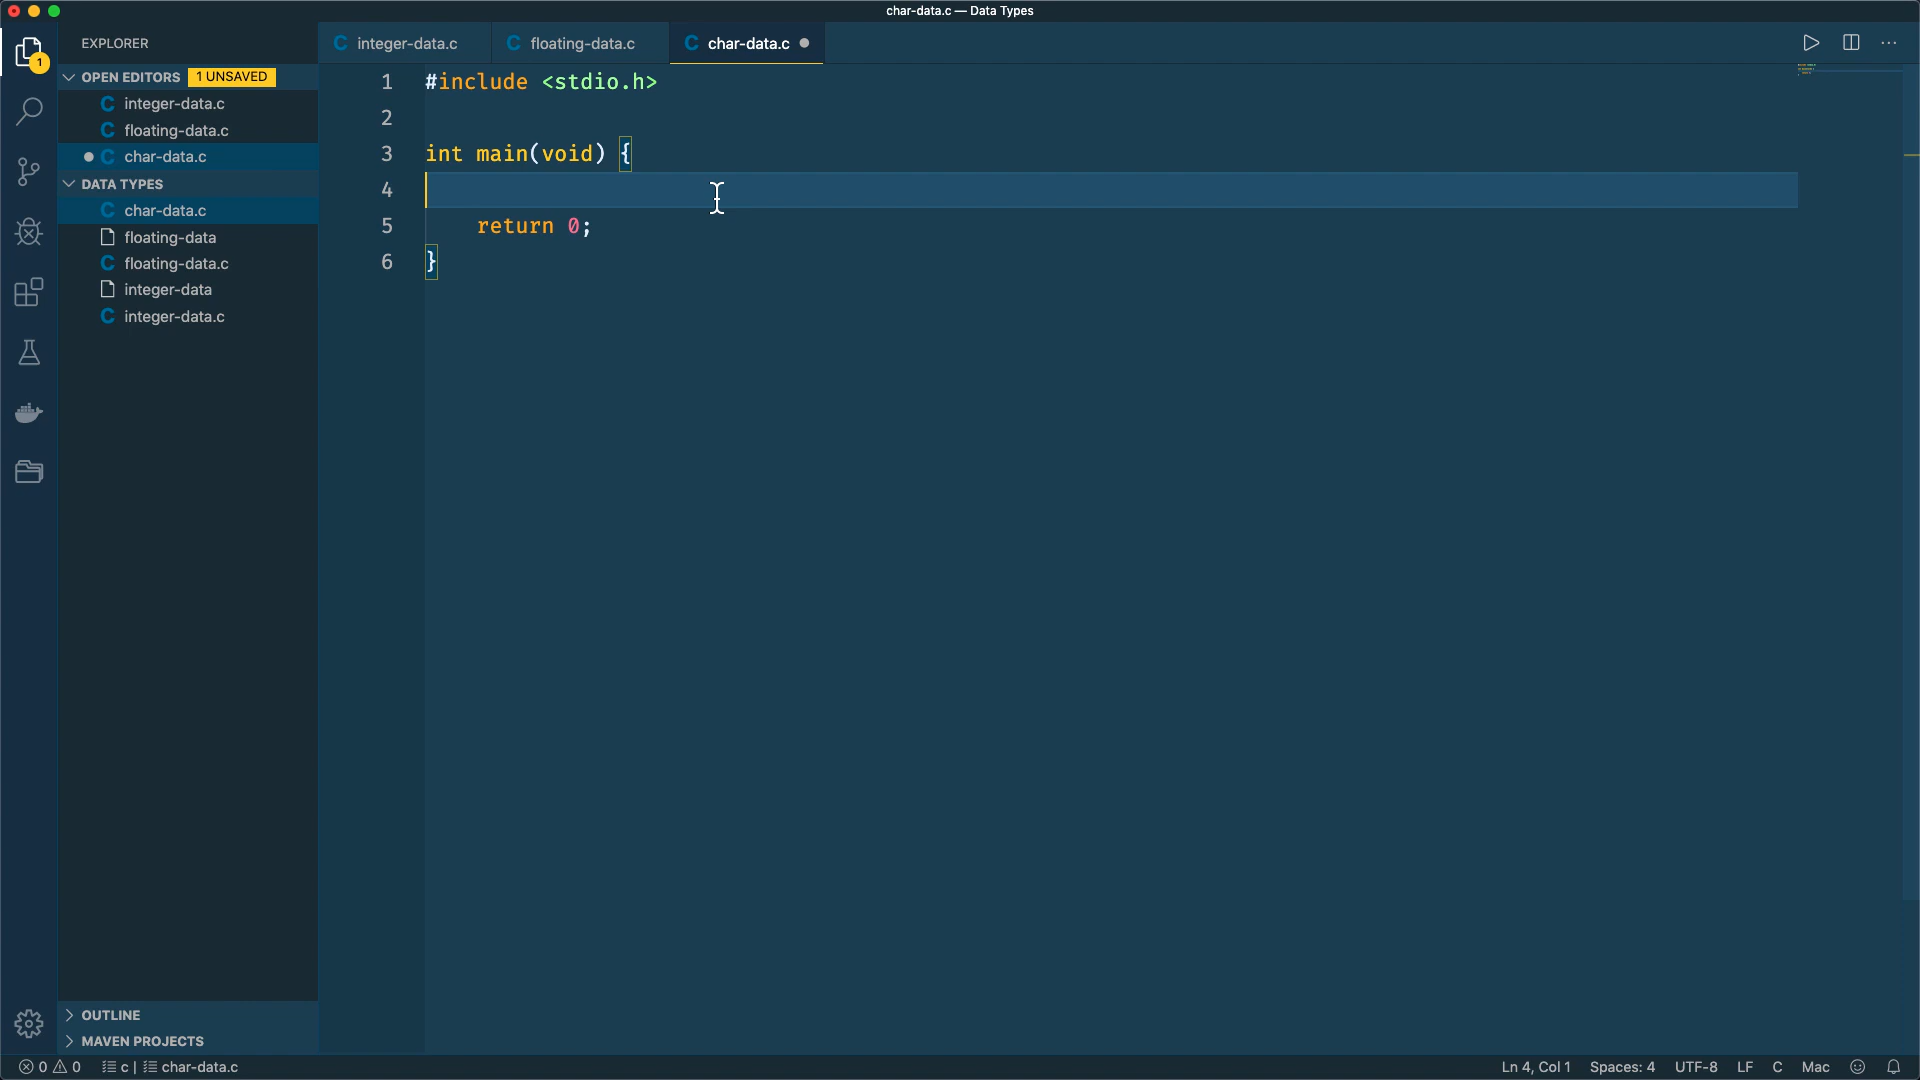 char-data.c — Data Types
EXPLORER
1
OPEN EDITORS 1 UNSAVED
C integer-data.c
C floating-data.c
C char-data.c
DATA TYPES
C char-data.c
floating-data
C floating-data.c
integer-data
C integer-data.c
OUTLINE
MAVEN PROJECTS
C integer-data.c C floating-data.c C char-data.c
1 #include <stdio.h>
2
3 int main(void) {
4
5 return 0;
6 }
0 0 c | char-data.c Ln 4, Col 1 Spaces: 4 UTF-8 LF C Mac